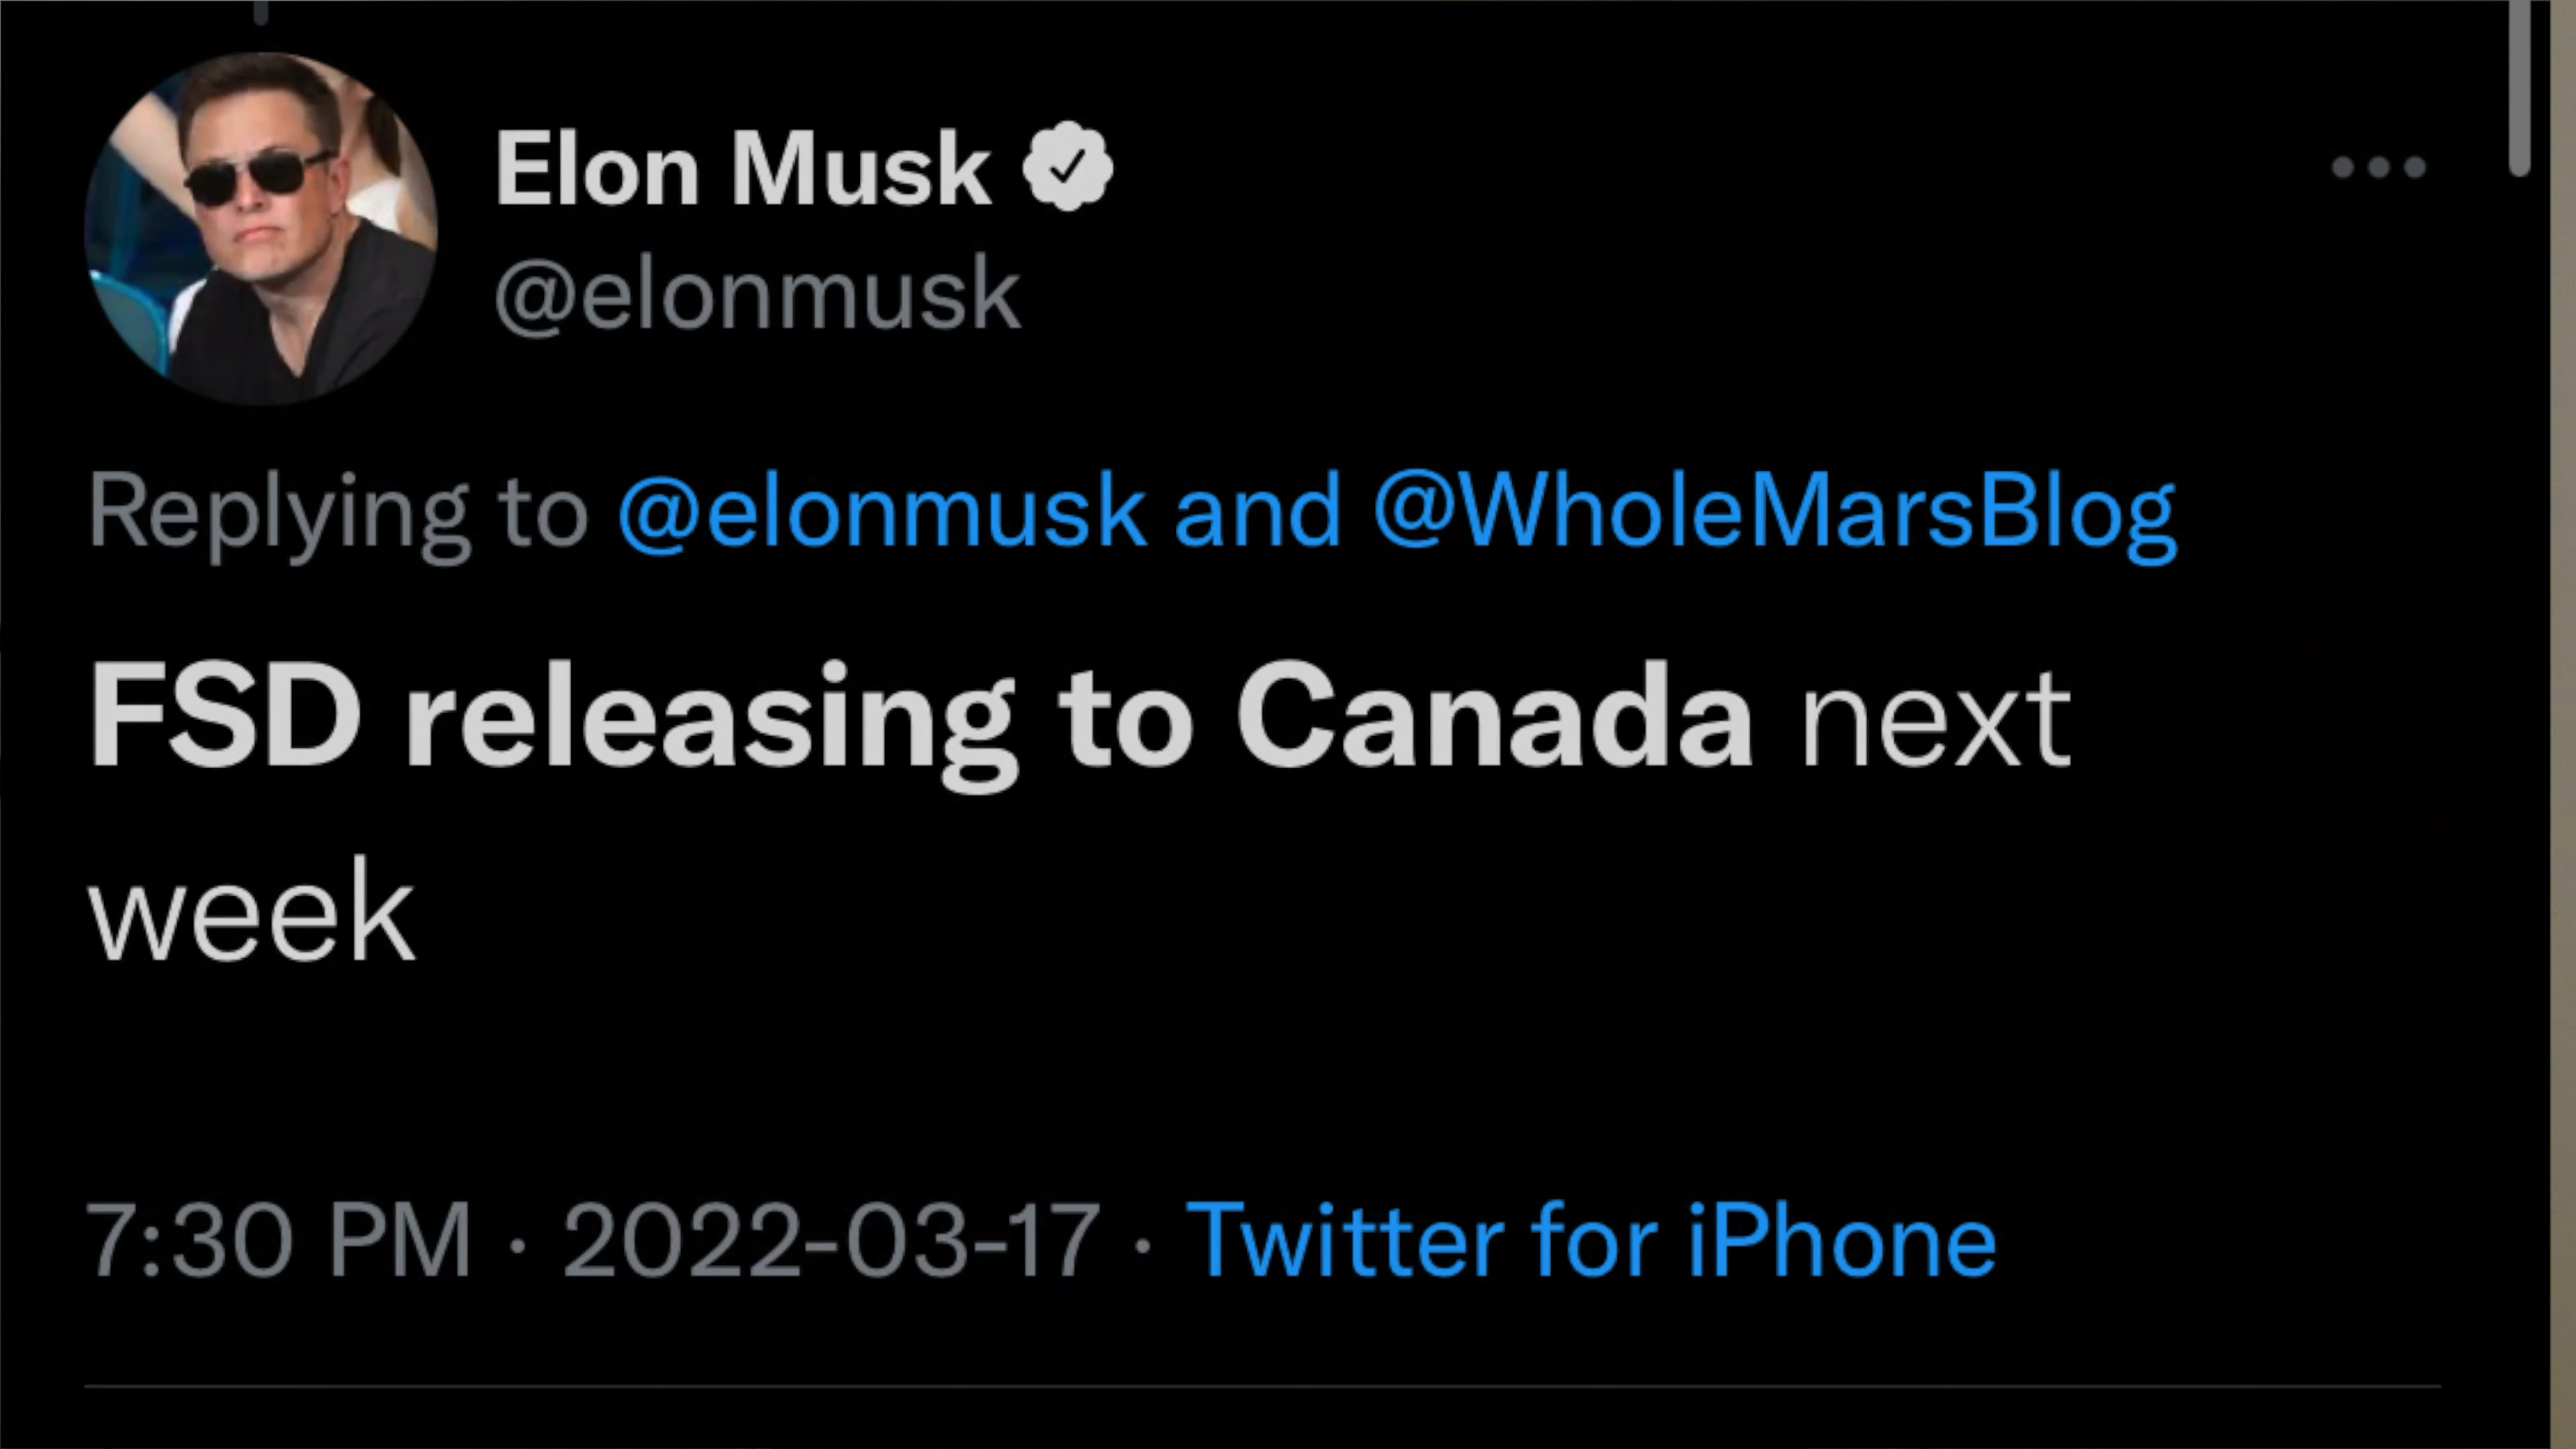 Elon Musk
@elonmusk
Replying to @elonmusk and @WholeMarsBlog
FSD releasing to Canada next
week
7:30 PM · 2022-03-17 · Twitter for iPhone